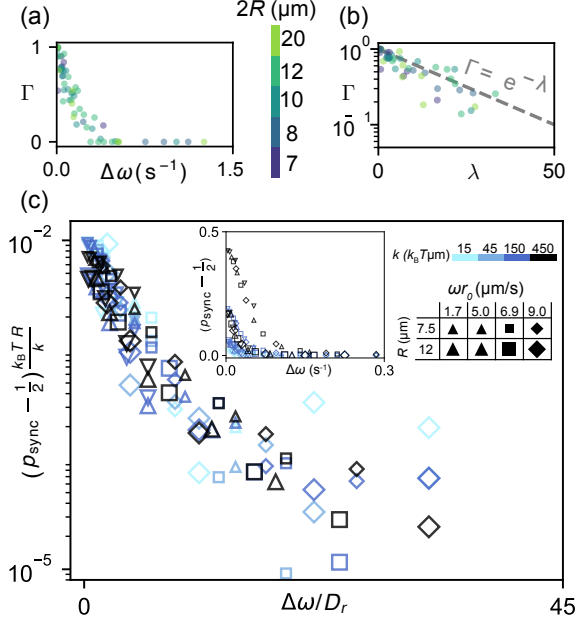 (a)
2R (μm)
20
12
10
8
7
1
Γ
0
0.0
1.5
Δω(s⁻¹)
(b)
10⁰
Γ
10⁻¹
Γ = e⁻λ
0
λ
50
(c)
10⁻²
(p_sync − 1/2) k_BT R/k
10⁻⁵
0
Δω/D_r
45
0.5
(p_sync − 1/2)
0.0
0.0
0.3
Δω (s⁻¹)
k (k_BTμm)
15 45 150 450
ωr₀ (μm/s)
1.7 5.0 6.9 9.0
R (μm)
7.5
12